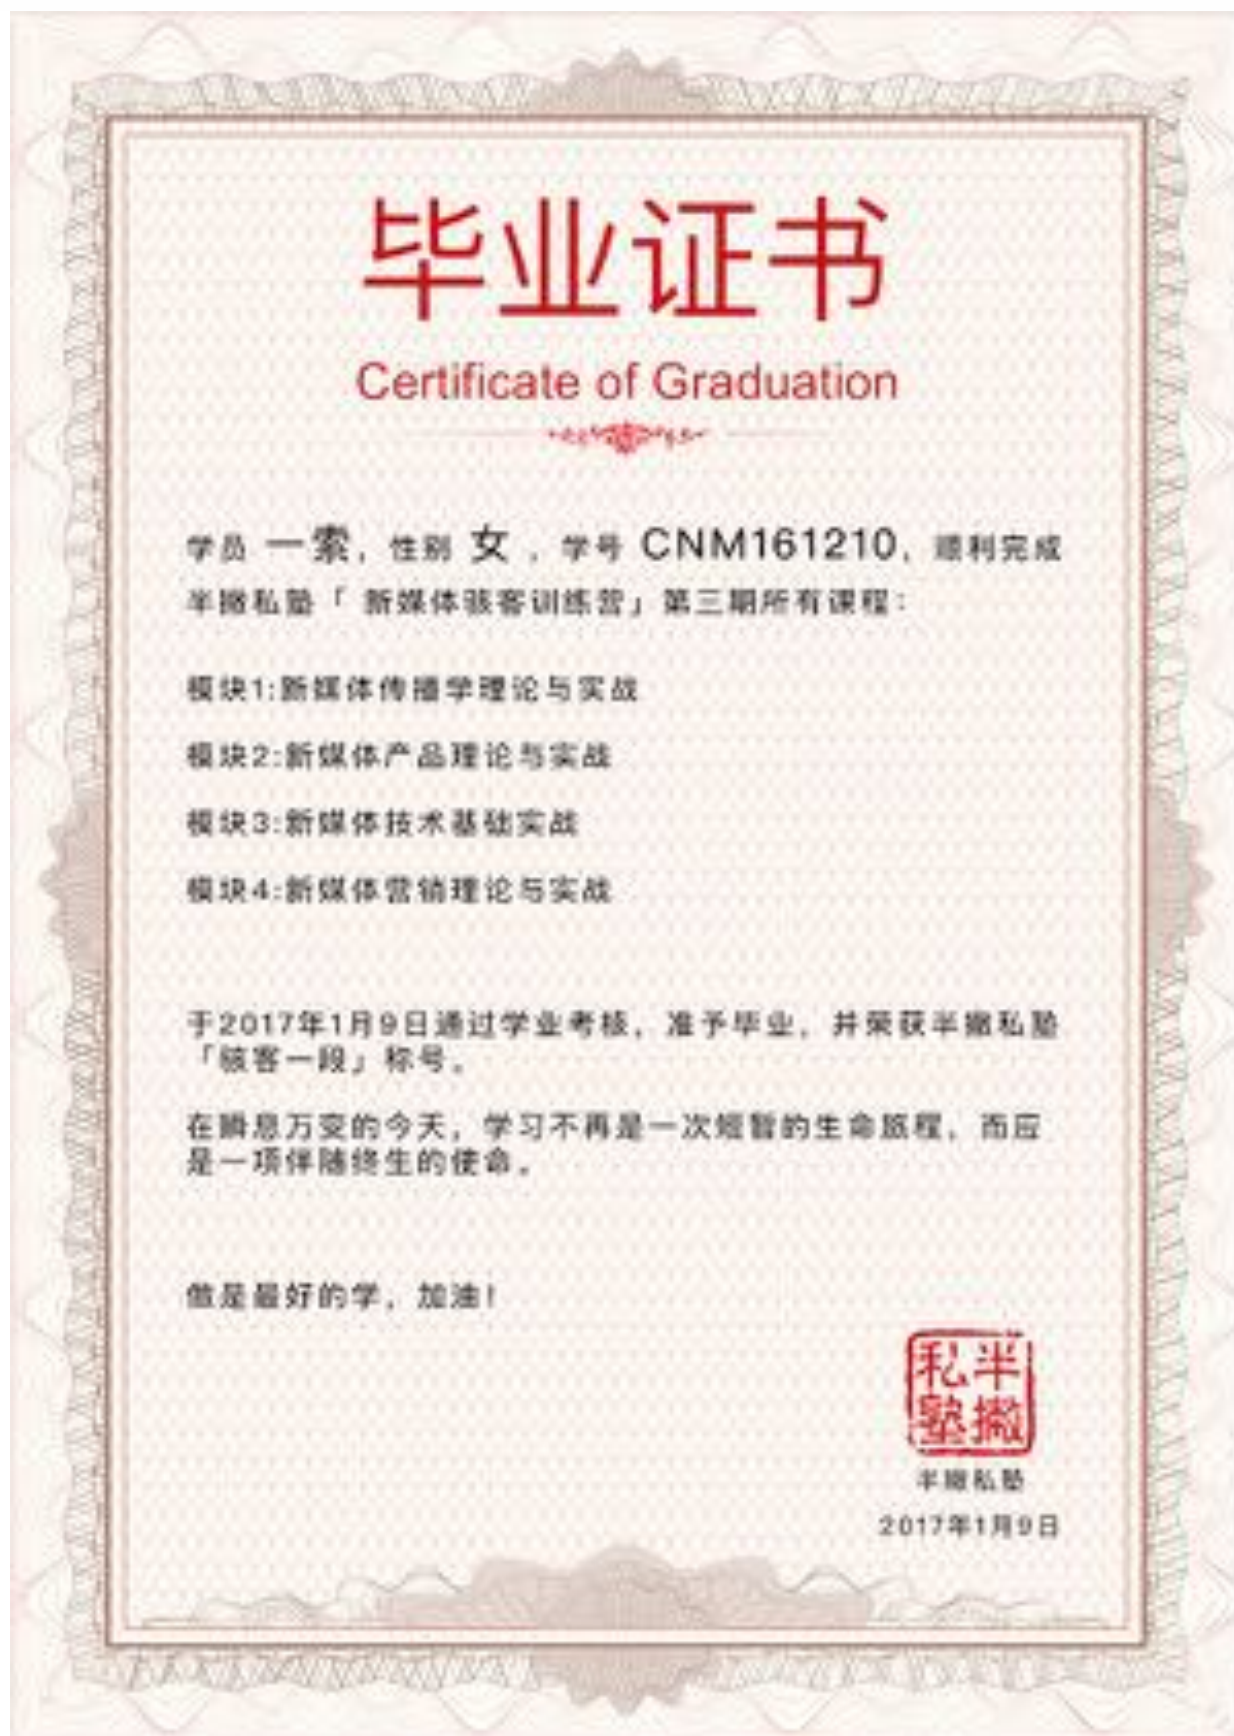 毕业证书
Certificate of Graduation
学员 一索，性别 女，学号 CNM161210，顺利完成
半撇私塾「 新媒体骇客训练营」第三期所有课程：
模块1:新媒体传播学理论与实战
模块2:新媒体产品理论与实战
模块3:新媒体技术基础实战
模块4:新媒体营销理论与实战
于2017年1月9日通过学业考核，准予毕业，并荣获半撇私塾
「骇客一段」称号。
在瞬息万变的今天，学习不再是一次短暂的生命旅程，而应
是一项伴随终生的使命。
做是最好的学，加油！
半撇
私塾
半撇私塾
2017年1月9日